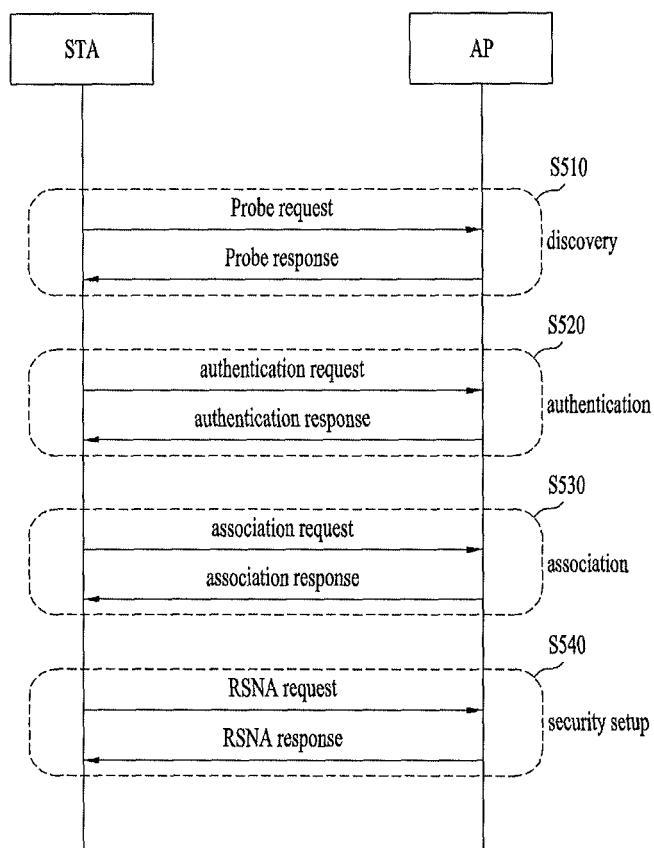 STA
AP
S510
Probe request
discovery
Probe response
S520
authentication request
authentication
authentication response
S530
association request
association
association response
S540
RSNA request
security setup
RSNA response